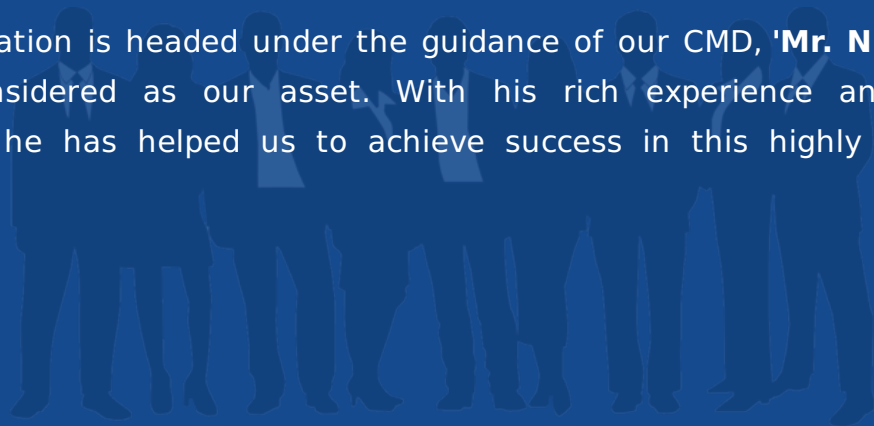 ation is headed under the guidance of our CMD, 'Mr. N
nsidered as our asset. With his rich experience an
he has helped us to achieve success in this highly